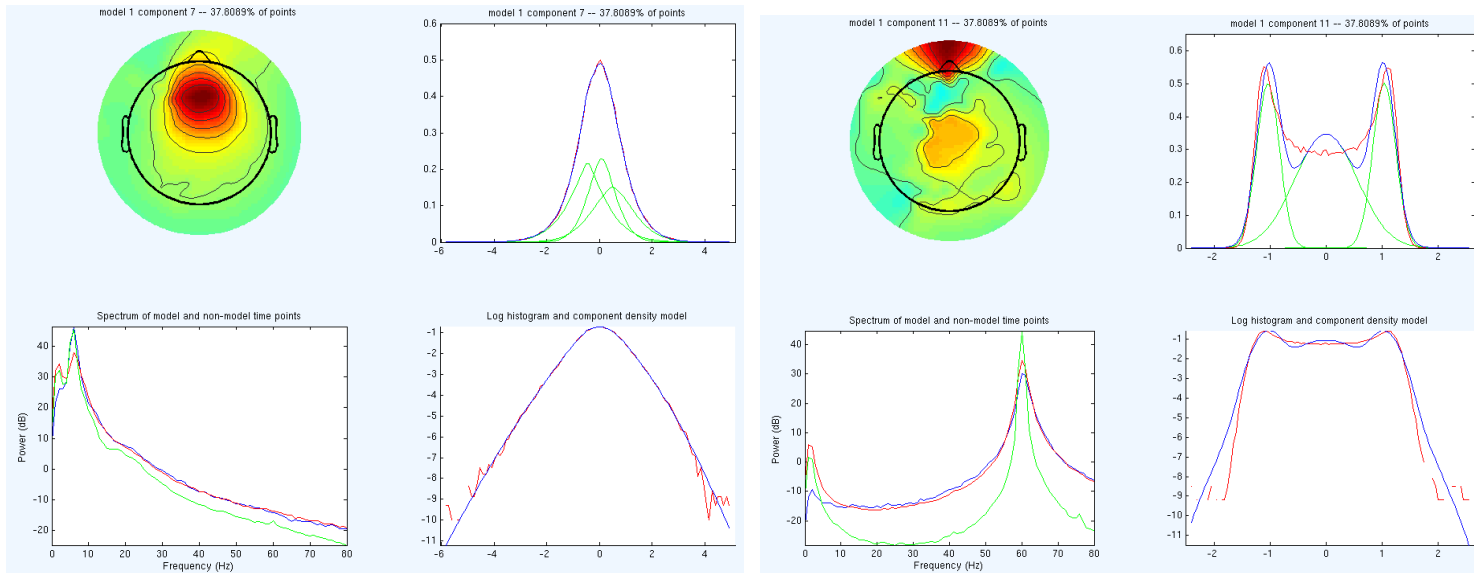 model 1 component 7 -- 37.8089% of points
model 1 component 7 -- 37.8089% of points
0.6
0.5
0.4
0.3
0.2
0.1
0
-6 -4 -2 0 2 4
Spectrum of model and non-model time points
40
30
20
10
0
-10
-20
Power (dB)
0 10 20 30 40 50 60 70 80
Frequency (Hz)
Log histogram and component density model
-1
-2
-3
-4
-5
-6
-7
-8
-9
-10
-11
-6 -4 -2 0 2 4
model 1 component 11 -- 37.8089% of points
model 1 component 11 -- 37.8089% of points
0.6
0.5
0.4
0.3
0.2
0.1
0
-2 -1 0 1 2
Spectrum of model and non-model time points
40
30
20
10
0
-10
-20
Power (dB)
0 10 20 30 40 50 60 70 80
Frequency (Hz)
Log histogram and component density model
-1
-2
-3
-4
-5
-6
-7
-8
-9
-10
-11
-2 -1 0 1 2